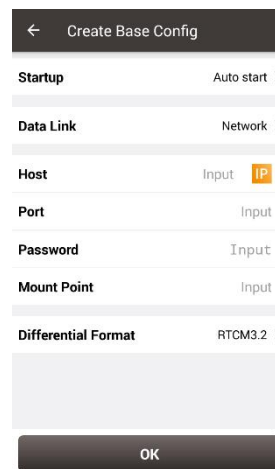 ← Create Base Config
Startup Auto start
Data Link Network
Host Input IP
Port Input
Password Input
Mount Point Input
Differential Format RTCM3.2
OK